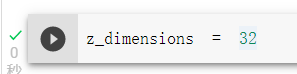 z_dimensions = 32
0
秒